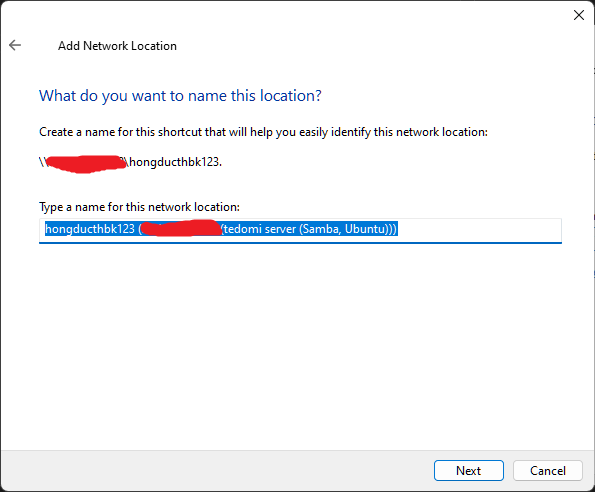 Add Network Location
What do you want to name this location?
Create a name for this shortcut that will help you easily identify this network location:
\\ \hongducthbk123.
Type a name for this network location:
hongducthbk123 ( (tedomi server (Samba, Ubuntu)))
Next Cancel